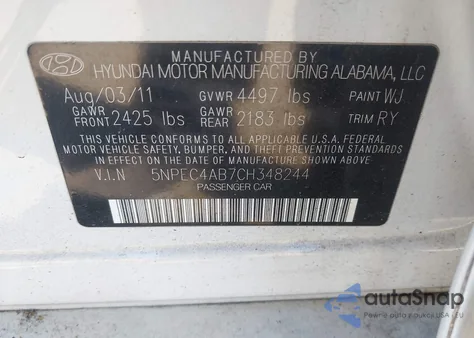 MANUFACTURED BY
HYUNDAI MOTOR MANUFACTURING ALABAMA, LLC
Aug/03/11 GVWR 4497 lbs PAINT WJ
GAWR FRONT 2425 lbs GAWR REAR 2183 lbs TRIM RY
THIS VEHICLE CONFORMS TO ALL APPLICABLE U.S.A. FEDERAL
MOTOR VEHICLE SAFETY, BUMPER, AND THEFT PREVENTION STANDARDS
IN EFFECT ON THE DATE OF MANUFACTURE SHOWN ABOVE.
V.I.N 5NPEC4AB7CH348244
PASSENGER CAR
autoSnap